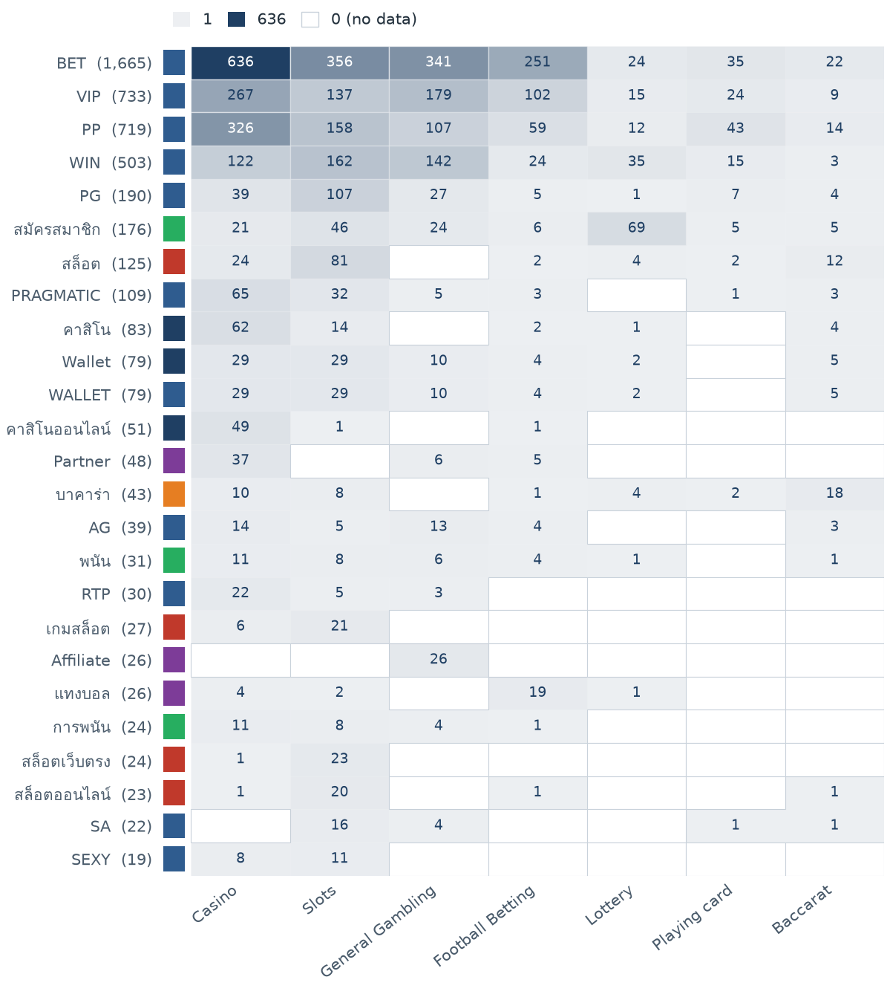 1 636 0 (no data)
BET (1,665) 636 356 341 251 24 35 22
VIP (733) 267 137 179 102 15 24 9
PP (719) 326 158 107 59 12 43 14
WIN (503) 122 162 142 24 35 15 3
PG (190) 39 107 27 5 1 7 4
สมัครสมาชิก (176) 21 46 24 6 69 5 5
สล็อต (125) 24 81 2 4 2 12
PRAGMATIC (109) 65 32 5 3 1 3
คาสิโน (83) 62 14 2 1 4
Wallet (79) 29 29 10 4 2 5
WALLET (79) 29 29 10 4 2 5
คาสิโนออนไลน์ (51) 49 1 1
Partner (48) 37 6 5
บาคาร่า (43) 10 8 1 4 2 18
AG (39) 14 5 13 4 3
พนัน (31) 11 8 6 4 1 1
RTP (30) 22 5 3
เกมสล็อต (27) 6 21
Affiliate (26) 26
แทงบอล (26) 4 2 19 1
การพนัน (24) 11 8 4 1
สล็อตเว็บตรง (24) 1 23
สล็อตออนไลน์ (23) 1 20 1 1
SA (22) 16 4 1 1
SEXY (19) 8 11
Casino Slots General Gambling Football Betting Lottery Playing card Baccarat